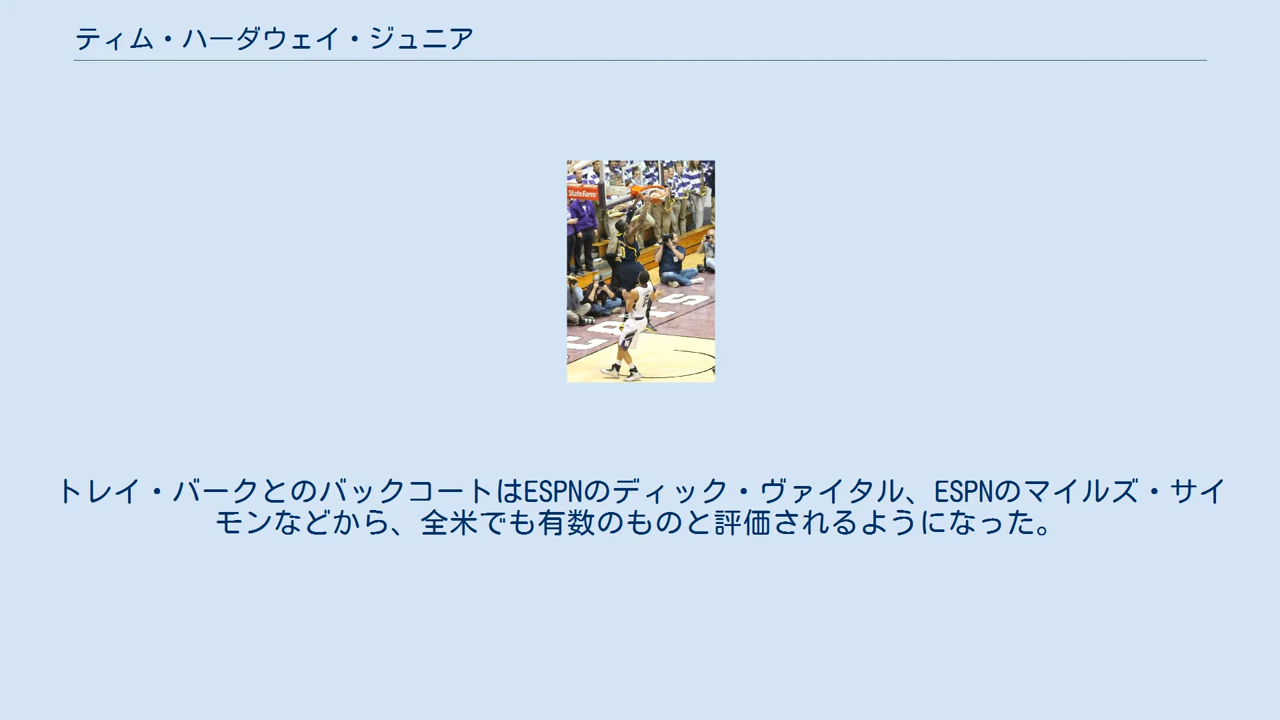 ティム・ハーダウェイ・ジュニア
StateFarm
トレイ・バークとのバックコートはESPNのディック・ヴァイタル、ESPNのマイルズ・サイ
モンなどから、全米でも有数のものと評価されるようになった。